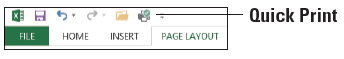 Quick Print
FILE HOME INSERT PAGE LAYOUT